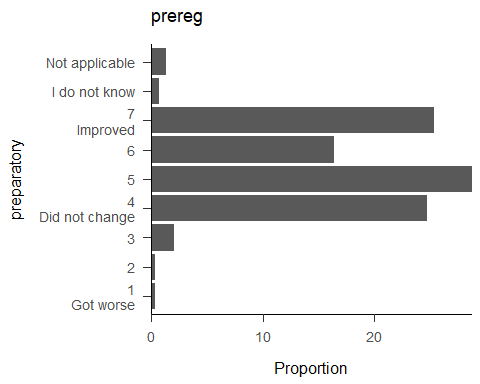 prereg
Not applicable
I do not know
7
Improved
6
5
4
Did not change
3
2
1
Got worse
preparatory
0
10
20
Proportion